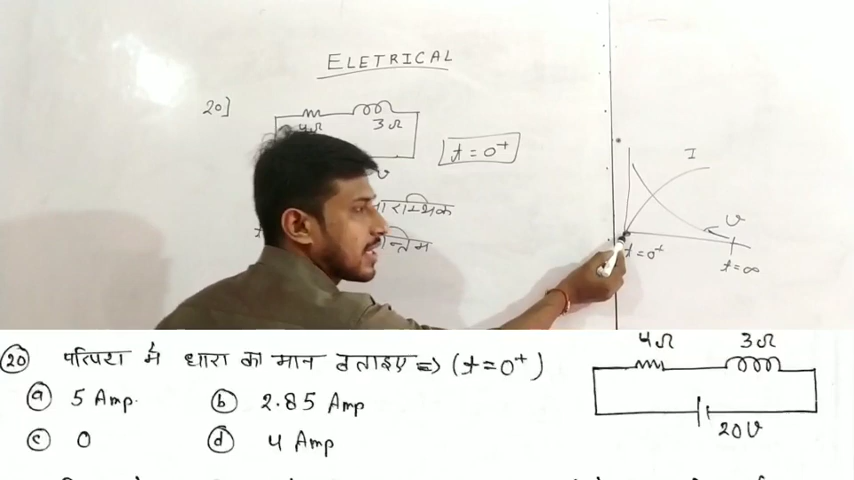 ELETRICAL
20]
4Ω
3Ω
t = 0⁺
I
υ
t = 0⁺
t = ∞
⑳ परिपथ में धारा का मान बताइए ⇒ (t = 0⁺)
ⓐ 5 Amp. ⓑ 2.85 Amp
ⓒ 0 ⓓ 4 Amp
4Ω 3Ω
20V